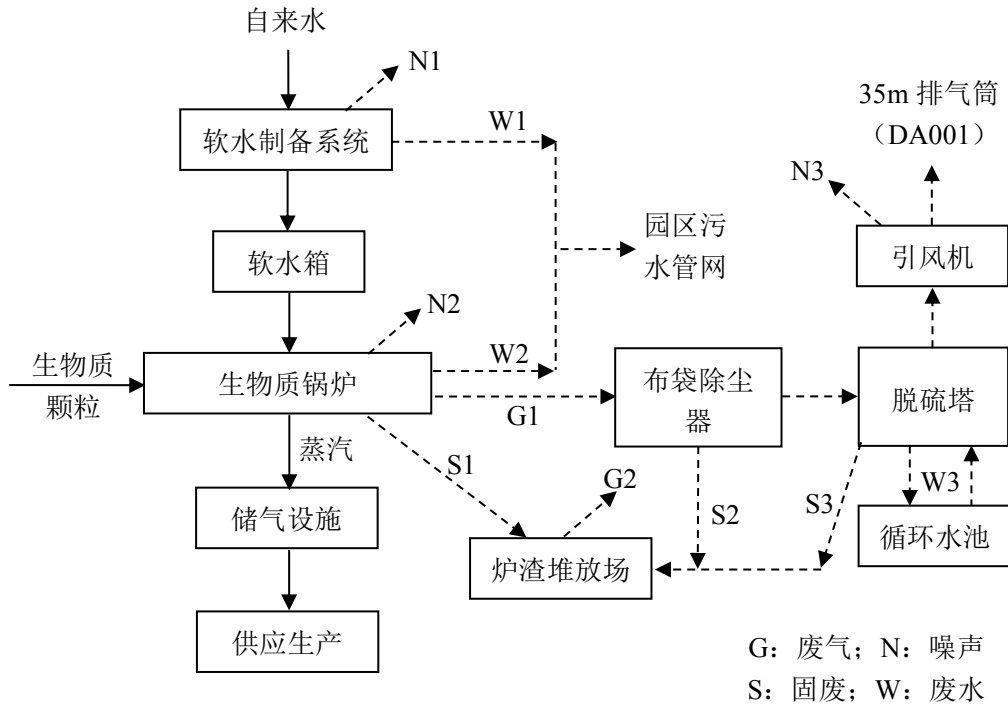 自来水
N1
35m 排气筒
（DA001）
软水制备系统
W1
N3
园区污
水管网
软水箱
引风机
N2
生物质
颗粒
生物质锅炉
W2
G1
布袋除尘
器
脱硫塔
蒸汽
S1
G2
S2
S3
W3
储气设施
炉渣堆放场
循环水池
供应生产
G：废气；N：噪声
S：固废；W：废水